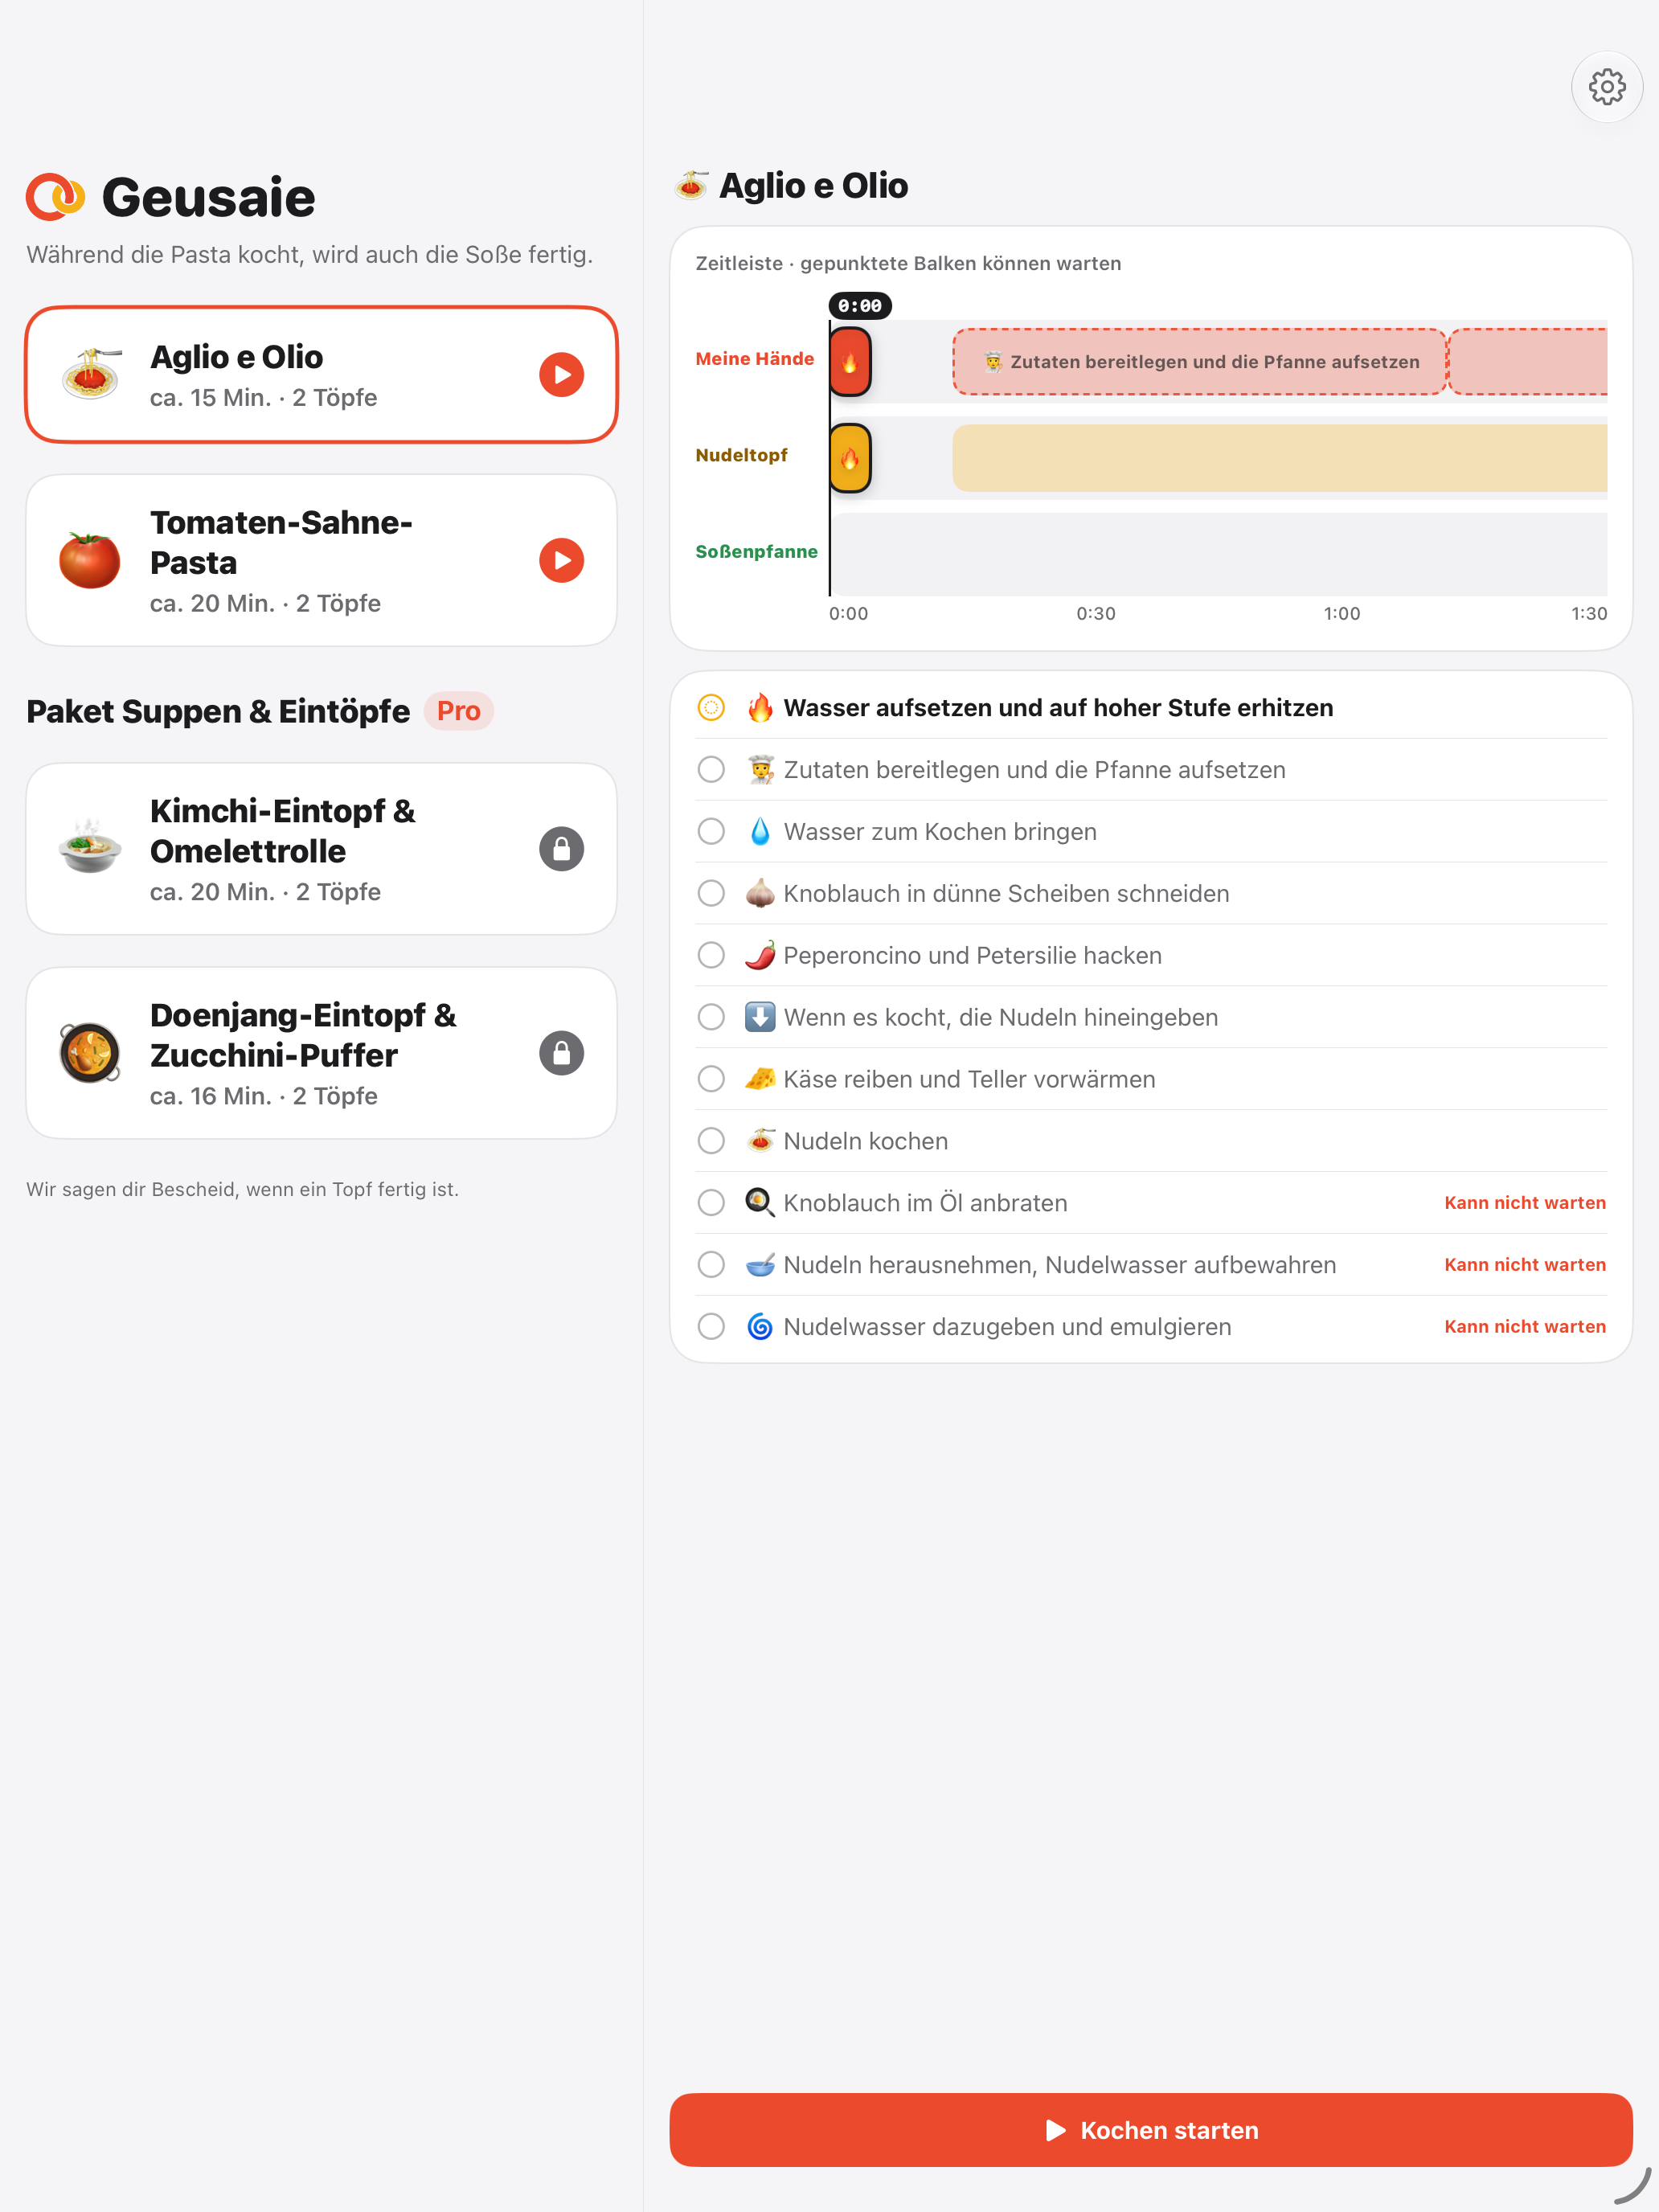 Geusaie
Während die Pasta kocht, wird auch die Soße fertig.
Aglio e Olio
ca. 15 Min. · 2 Töpfe
Tomaten-Sahne-
Pasta
ca. 20 Min. · 2 Töpfe
Paket Suppen & Eintöpfe Pro
Kimchi-Eintopf &
Omelettrolle
ca. 20 Min. · 2 Töpfe
Doenjang-Eintopf &
Zucchini-Puffer
ca. 16 Min. · 2 Töpfe
Wir sagen dir Bescheid, wenn ein Topf fertig ist.
Aglio e Olio
Zeitleiste · gepunktete Balken können warten
0:00
Meine Hände
Zutaten bereitlegen und die Pfanne aufsetzen
Nudeltopf
Soßenpfanne
0:00 0:30 1:00 1:30
Wasser aufsetzen und auf hoher Stufe erhitzen
Zutaten bereitlegen und die Pfanne aufsetzen
Wasser zum Kochen bringen
Knoblauch in dünne Scheiben schneiden
Peperoncino und Petersilie hacken
Wenn es kocht, die Nudeln hineingeben
Käse reiben und Teller vorwärmen
Nudeln kochen
Knoblauch im Öl anbraten Kann nicht warten
Nudeln herausnehmen, Nudelwasser aufbewahren Kann nicht warten
Nudelwasser dazugeben und emulgieren Kann nicht warten
Kochen starten